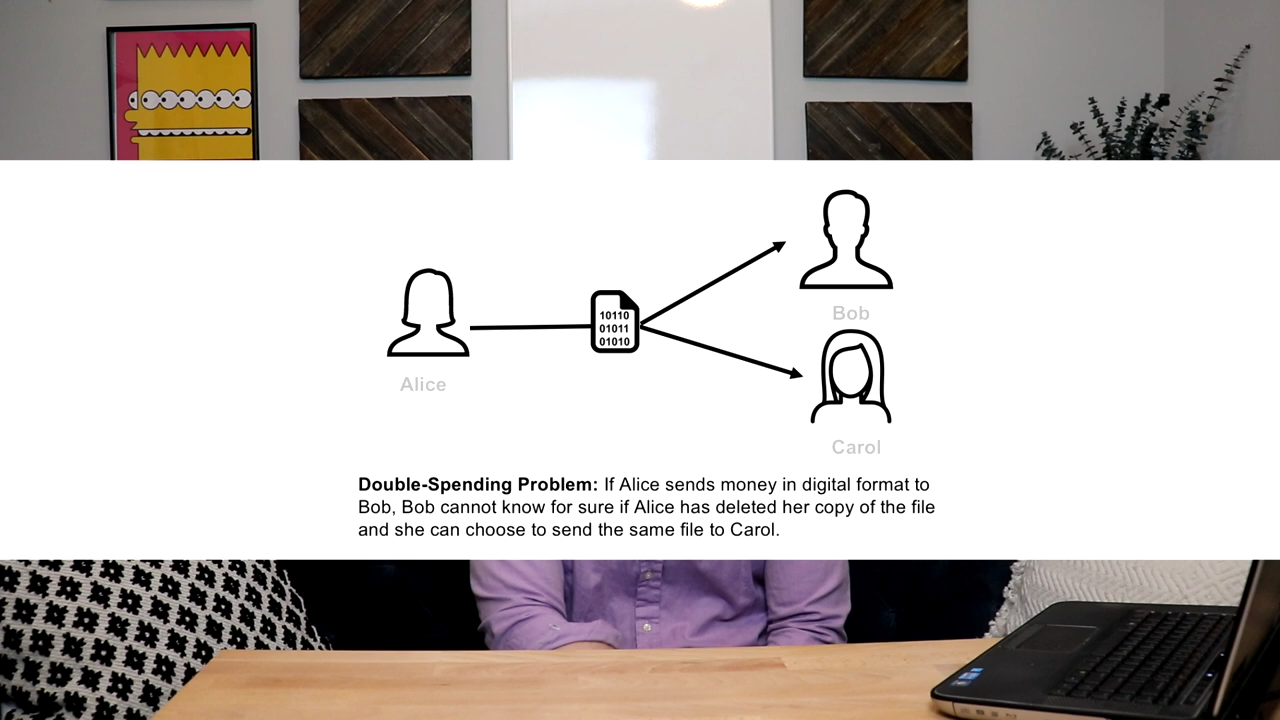 10110
01011
01010
Bob
Alice
Carol
Double-Spending Problem: If Alice sends money in digital format to
Bob, Bob cannot know for sure if Alice has deleted her copy of the file
and she can choose to send the same file to Carol.